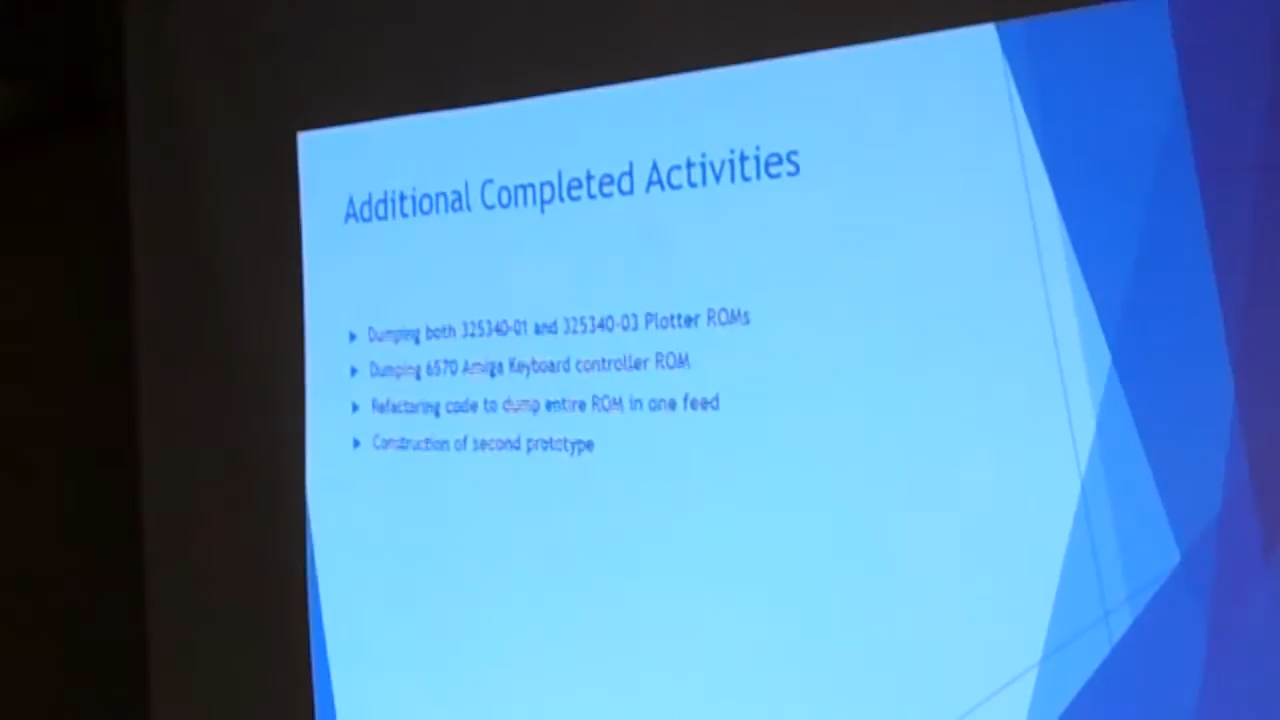 Additional Completed Activities
Dumping both 325340-01 and 325340-03 Plotter ROMs
Dumping 6570 Amiga Keyboard controller ROM
Refactoring code to dump entire ROM in one feed
Construction of second prototype